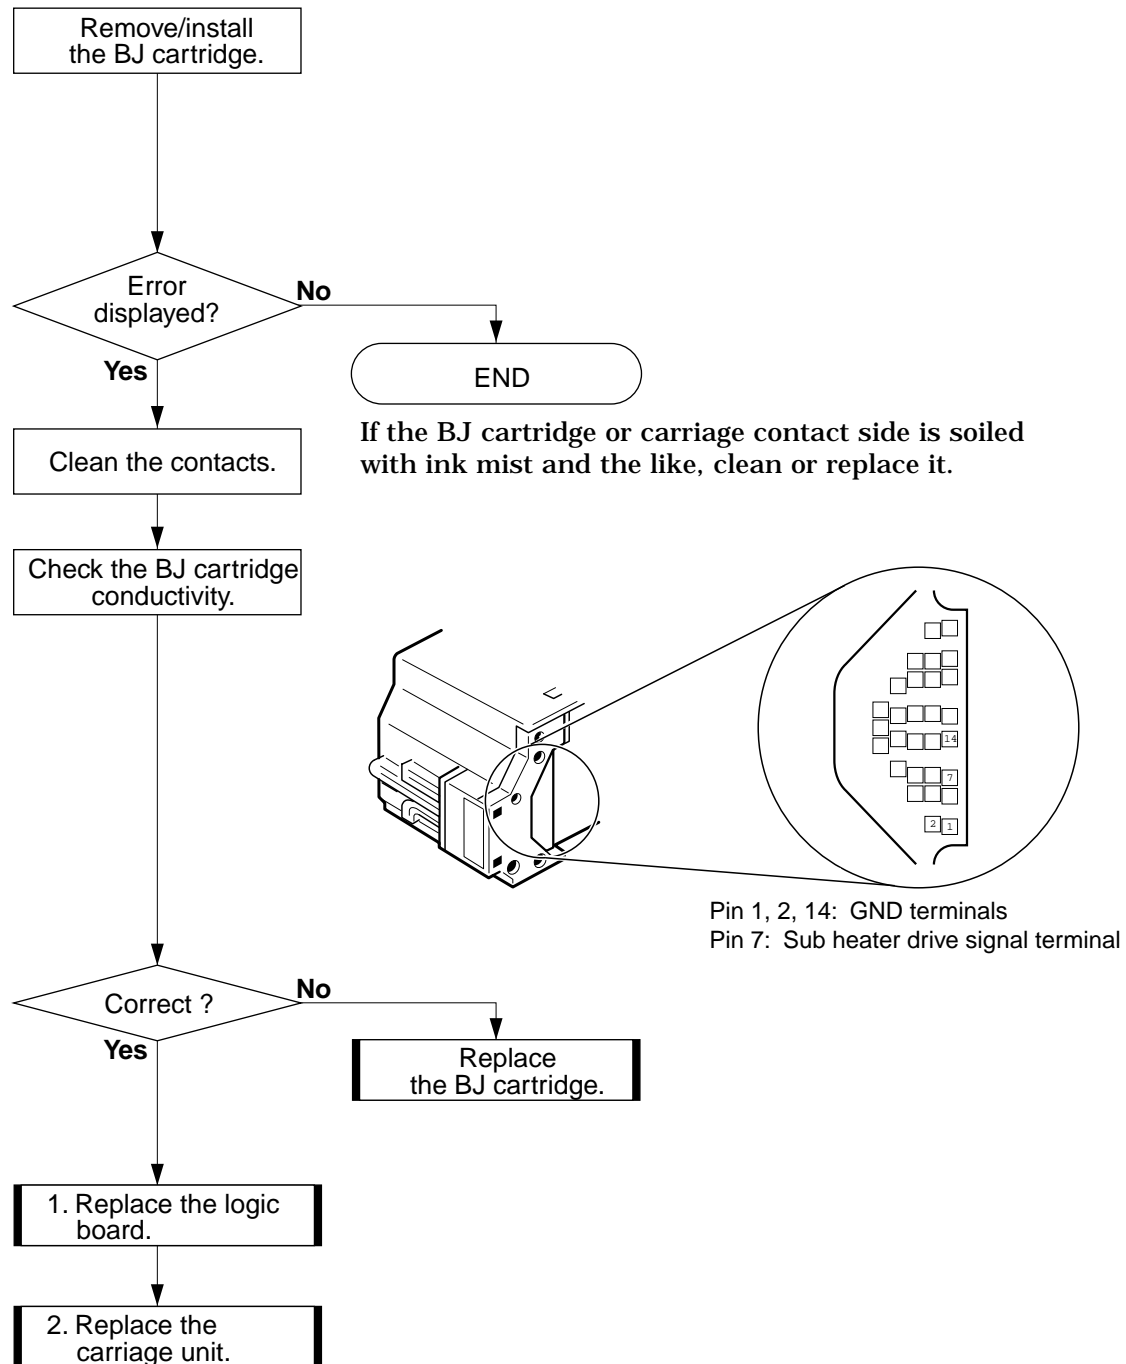 Remove/install
the BJ cartridge.
Error
displayed?
No
Yes
END
If the BJ cartridge or carriage contact side is soiled
with ink mist and the like, clean or replace it.
Clean the contacts.
Check the BJ cartridge
conductivity.
14
7
2 1
Pin 1, 2, 14: GND terminals
Pin 7: Sub heater drive signal terminal
Correct ?
No
Yes
Replace
the BJ cartridge.
1. Replace the logic
board.
2. Replace the
carriage unit.